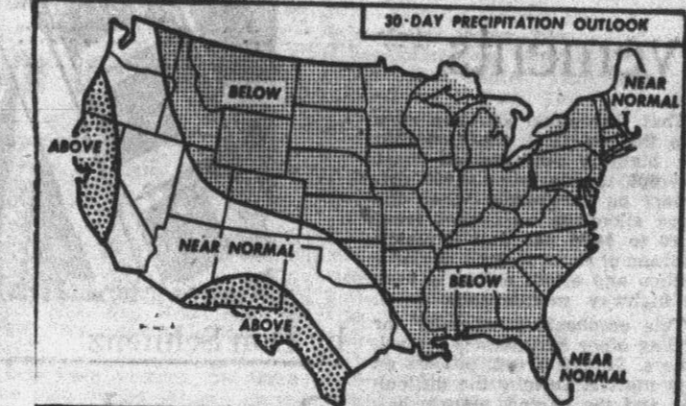 30-DAY PRECIPITATION OUTLOOK
BELOW
NEAR
NORMAL
ABOVE
NEAR NORMAL
BELOW
ABOVE
NEAR
NORMAL